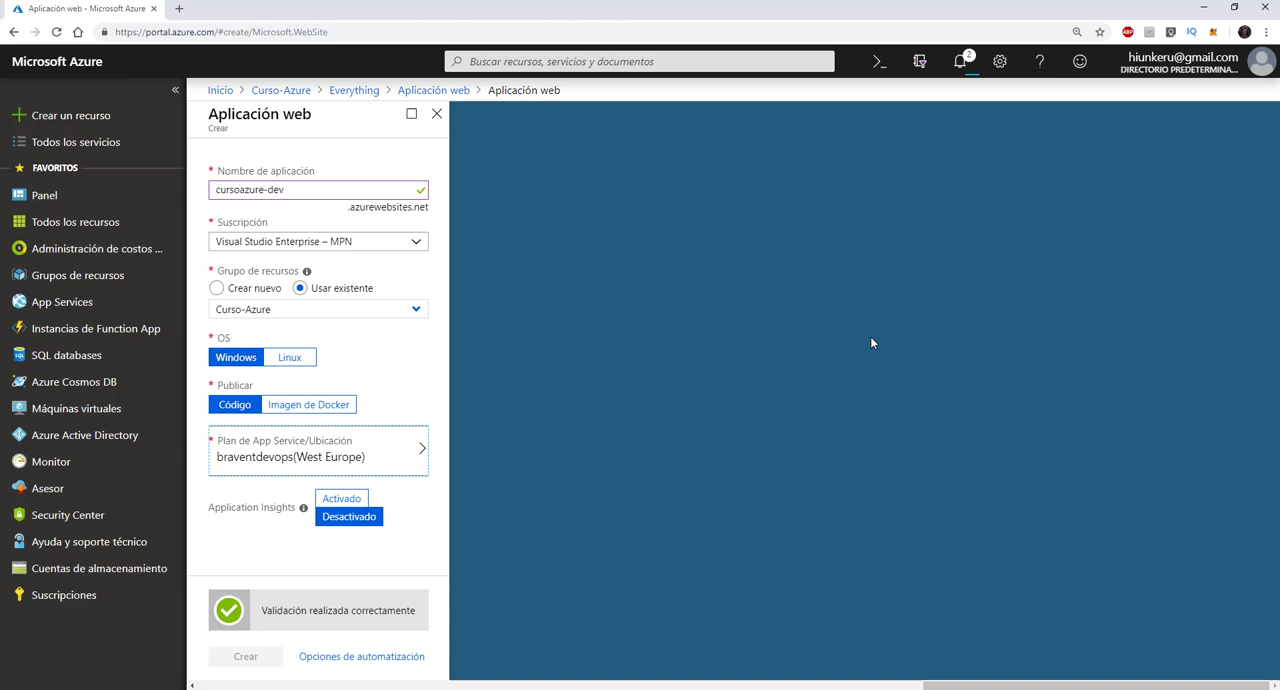 Aplicación web - Microsoft Azure
https://portal.azure.com/#create/Microsoft.WebSite
ABP
IQ
Microsoft Azure
Buscar recursos, servicios y documentos
2
hiunkeru@gmail.com
DIRECTORIO PREDETERMINA...
Inicio > Curso-Azure > Everything > Aplicación web > Aplicación web
Crear un recurso
Todos los servicios
FAVORITOS
Panel
Todos los recursos
Administración de costos ...
Grupos de recursos
App Services
Instancias de Function App
SQL databases
Azure Cosmos DB
Máquinas virtuales
Azure Active Directory
Monitor
Asesor
Security Center
Ayuda y soporte técnico
Cuentas de almacenamiento
Suscripciones
Aplicación web
Crear
* Nombre de aplicación
cursoazure-dev
.azurewebsites.net
* Suscripción
Visual Studio Enterprise – MPN
* Grupo de recursos
Crear nuevo Usar existente
Curso-Azure
* OS
Windows Linux
* Publicar
Código Imagen de Docker
* Plan de App Service/Ubicación
braventdevops(West Europe)
Application Insights
Activado
Desactivado
Validación realizada correctamente
Crear Opciones de automatización